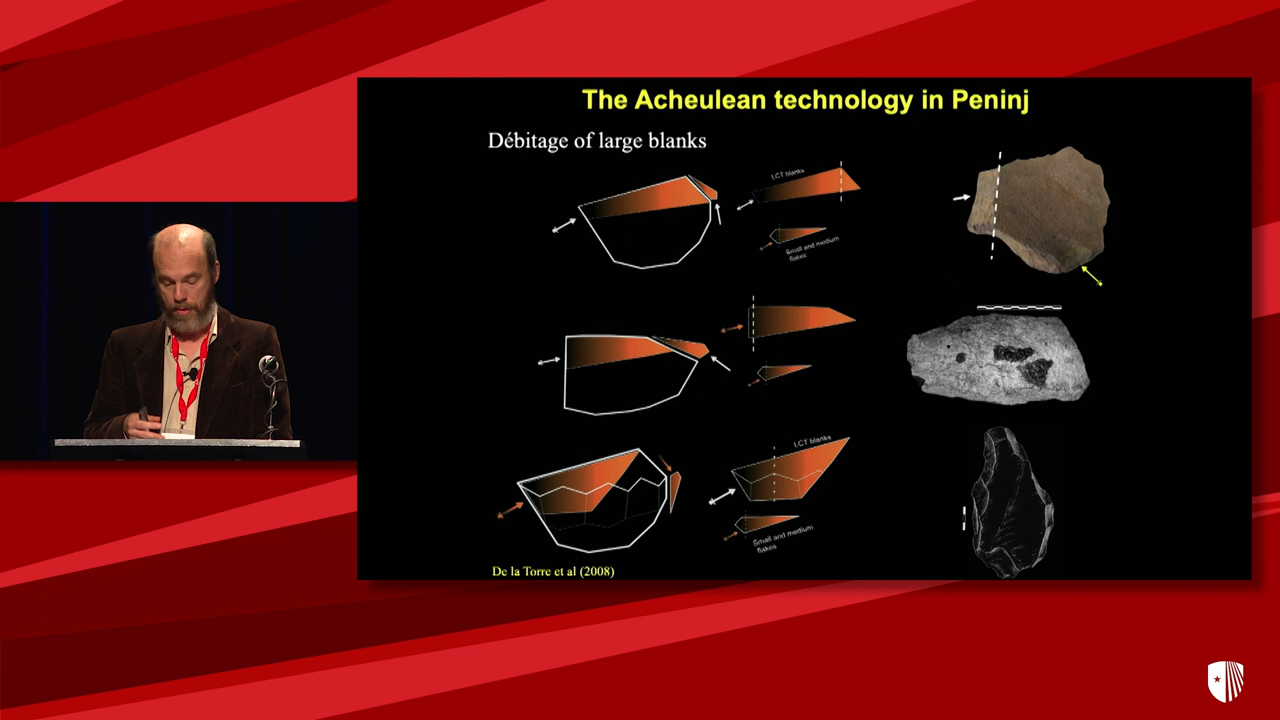 The Acheulean technology in Peninj
Débitage of large blanks
LCT blanks
Small and medium
flakes
LCT blanks
Small and medium
flakes
De la Torre et al (2008)